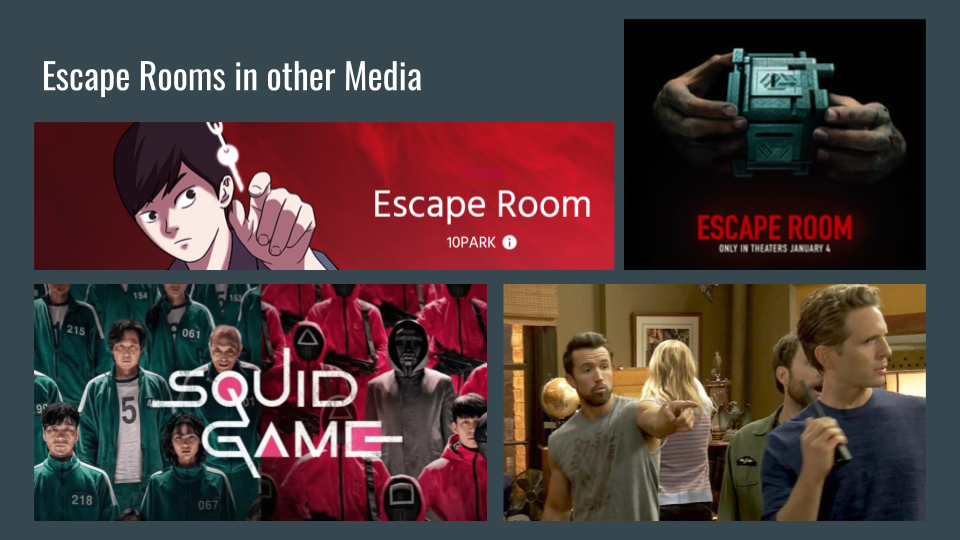 Escape Rooms in other Media
Escape Room
10PARK i
ESCAPE ROOM
ONLY IN THEATERS JANUARY 4
154
153
215
061
5
SQUID
GAME
218
067